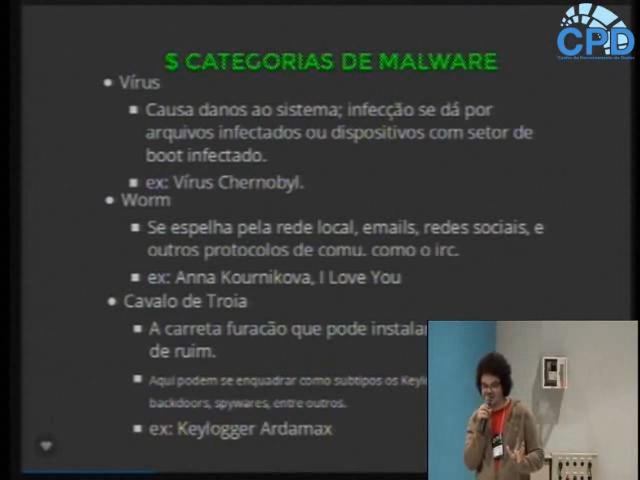 CPD
$ CATEGORIAS DE MALWARE
Vírus
Causa danos ao sistema; infecção se dá por
arquivos infectados ou dispositivos com setor de
boot infectado.
ex: Vírus Chernobyl.
Worm
Se espelha pela rede local, emails, redes sociais, e
outros protocolos de comu. como o irc.
ex: Anna Kournikova, I Love You
Cavalo de Troia
A carreta furacão que pode
de ruim.
Aqui podem se enquadrar como subtipos os
backdoors, spywares, entre outros.
ex: Keylogger Ardamax